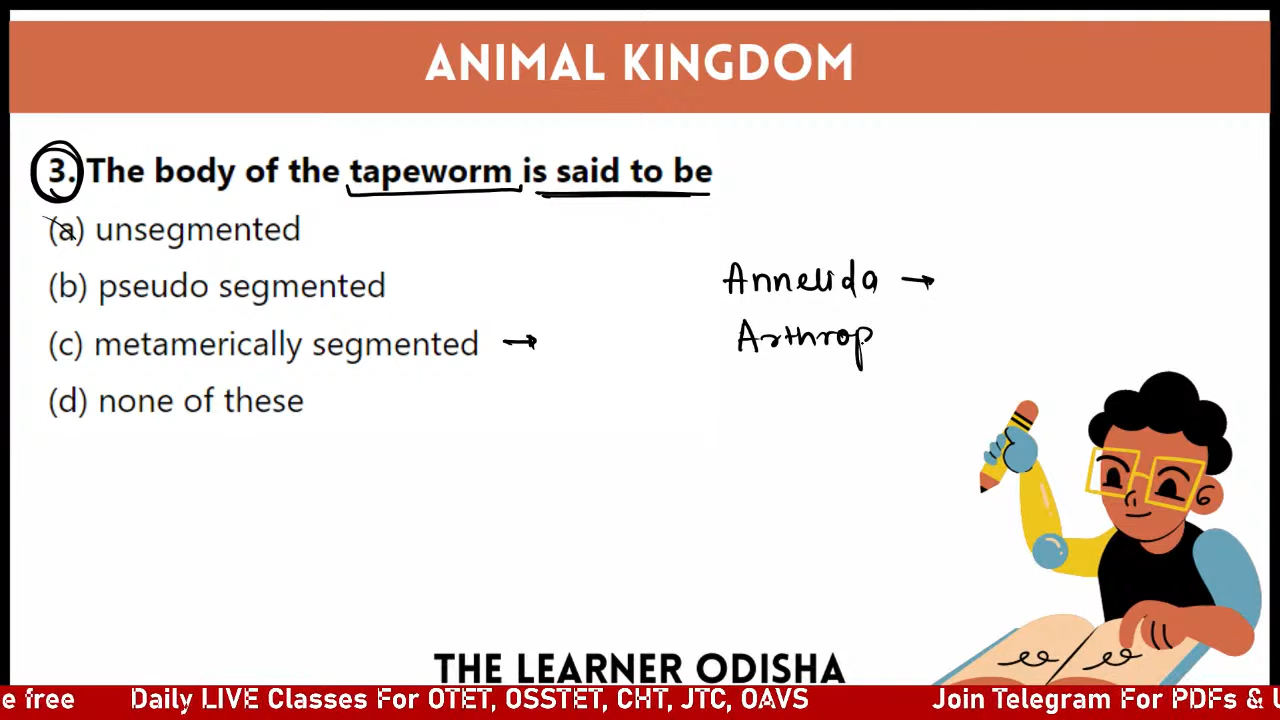 ANIMAL KINGDOM
3. The body of the tapeworm is said to be
(a) unsegmented
(b) pseudo segmented
(c) metamerically segmented →
(d) none of these
Annelida →
Arthrop
THE LEARNER ODISHA
e free Daily LIVE Classes For OTET, OSSTET, CHT, JTC, OAVS Join Telegram For PDFs & U